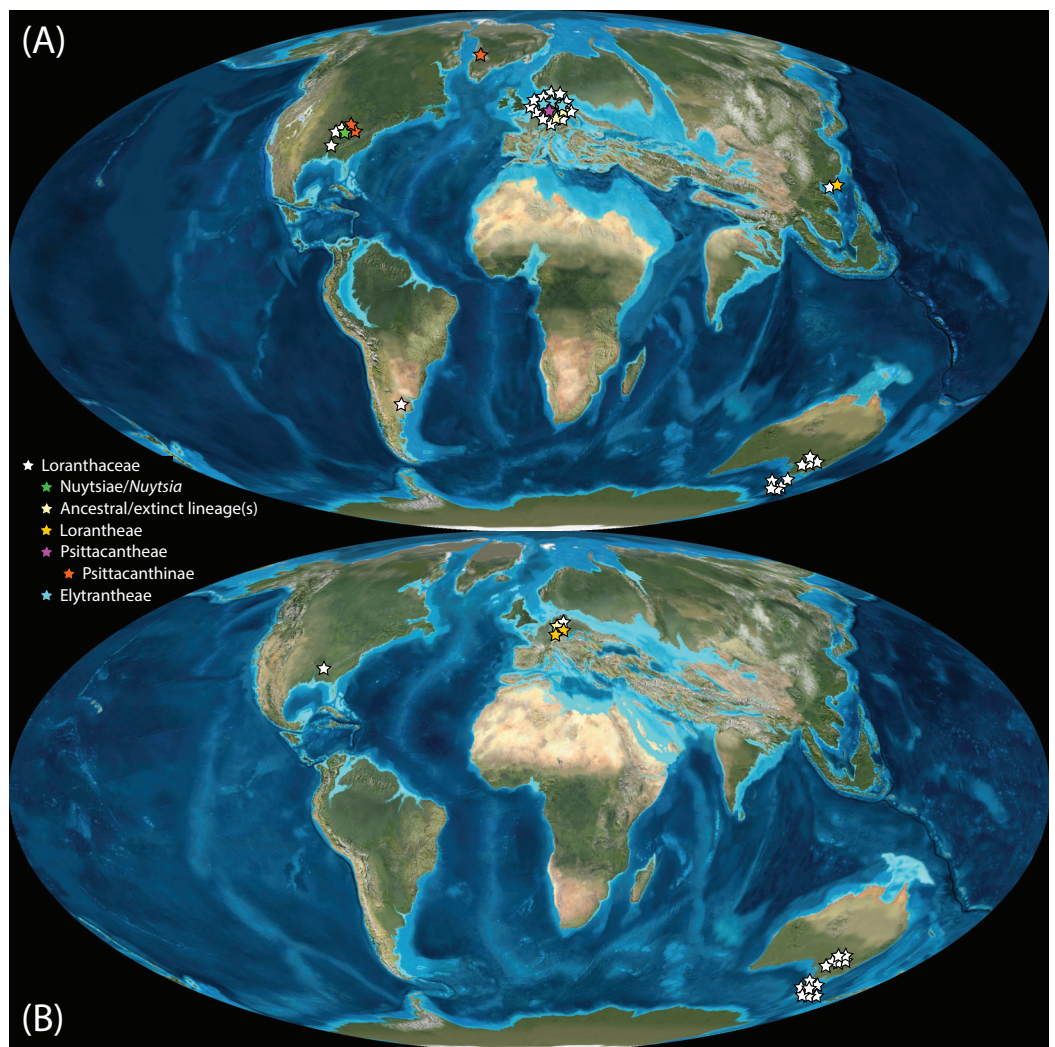 (A)
Loranthaceae
Nuytsiae/Nuytsia
Ancestral/extinct lineage(s)
Lorantheae
Psittacantheae
Psittacanthinae
Elytrantheae
(B)